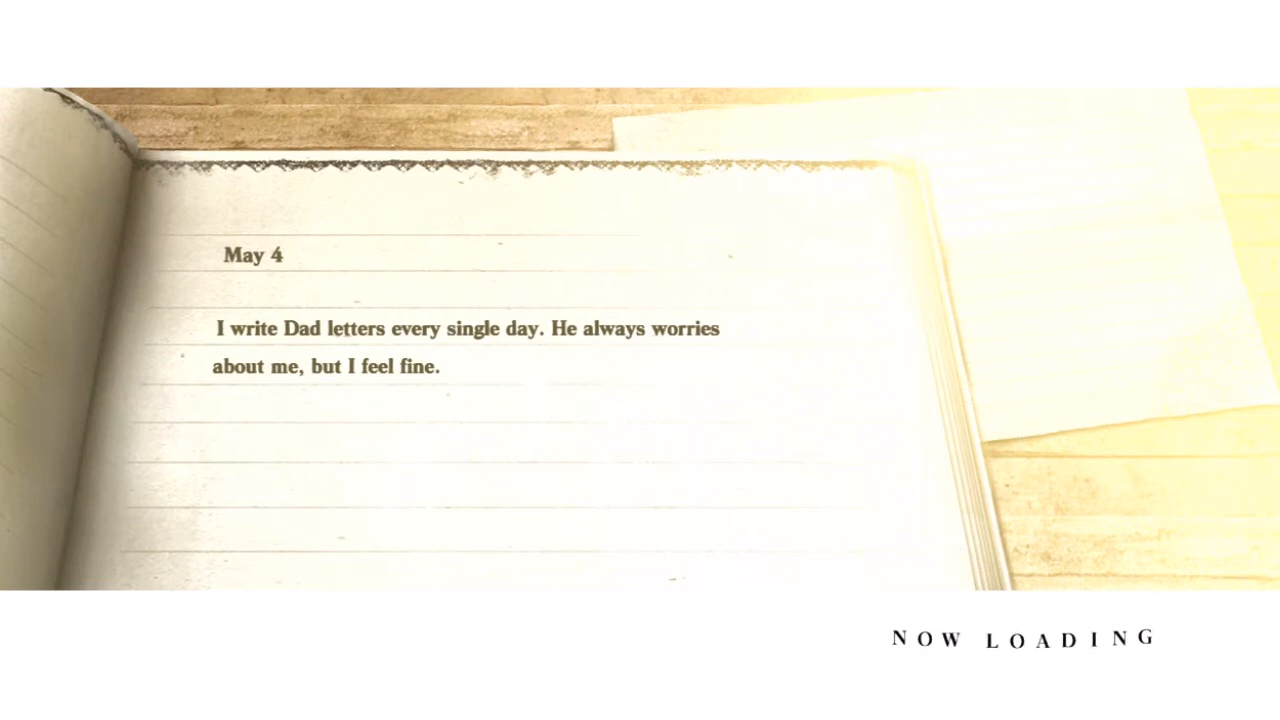 May 4
I write Dad letters every single day. He always worries
about me, but I feel fine.
NOW LOADING